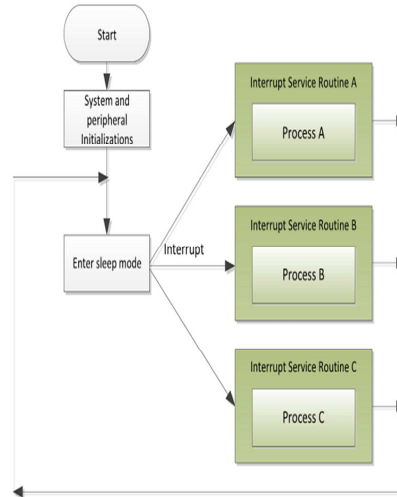 Start
System and
peripheral
Initializations
Enter sleep mode
Interrupt
Interrupt Service Routine A
Process A
Interrupt Service Routine B
Process B
Interrupt Service Routine C
Process C